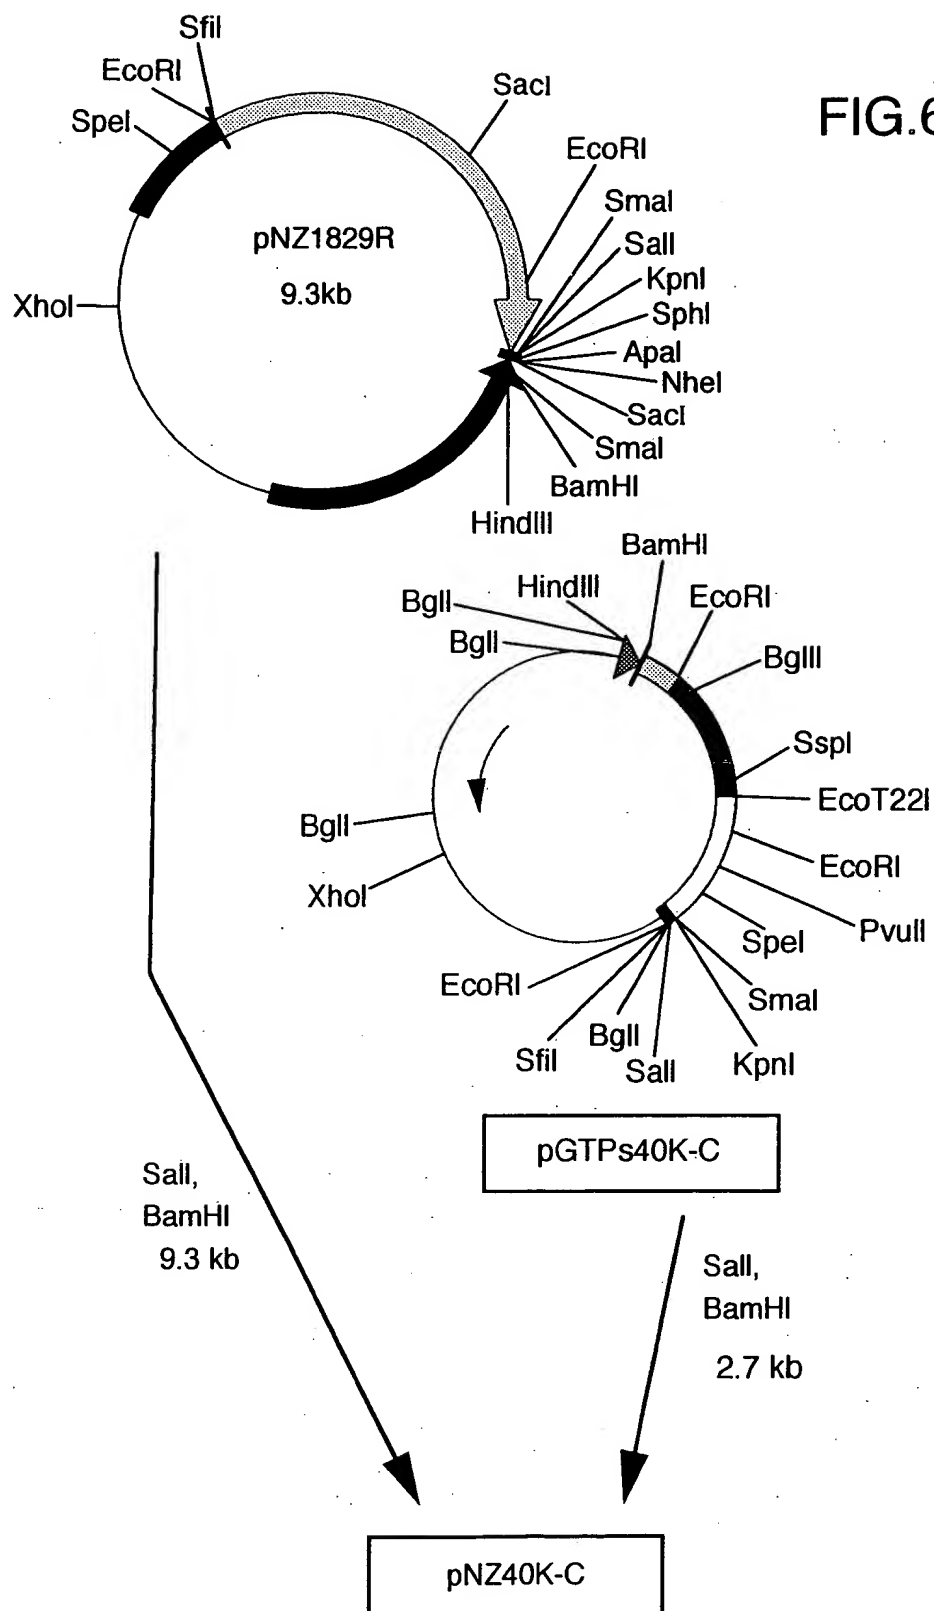 FIG.6
SfiI
EcoRI
SpeI
SacI
EcoRI
SmaI
SalI
KpnI
SphI
ApaI
NheI
SacI
SmaI
BamHI
HindIII
XhoI
pNZ1829R
9.3kb
BamHI
HindIII
EcoRI
BglI
BglI
BglII
SspI
EcoT22I
BglI
EcoRI
XhoI
PvuII
SpeI
EcoRI
SmaI
SfiI
BglI
SalI
KpnI
pGTPs40K-C
SalI,
BamHI
9.3 kb
SalI,
BamHI
2.7 kb
pNZ40K-C